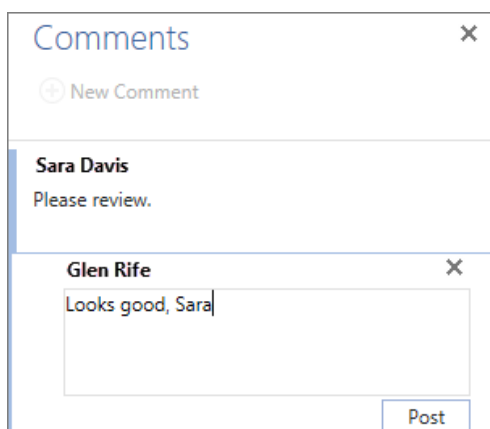 Comments
New Comment
Sara Davis
Please review.
Glen Rife
Looks good, Sara
Post